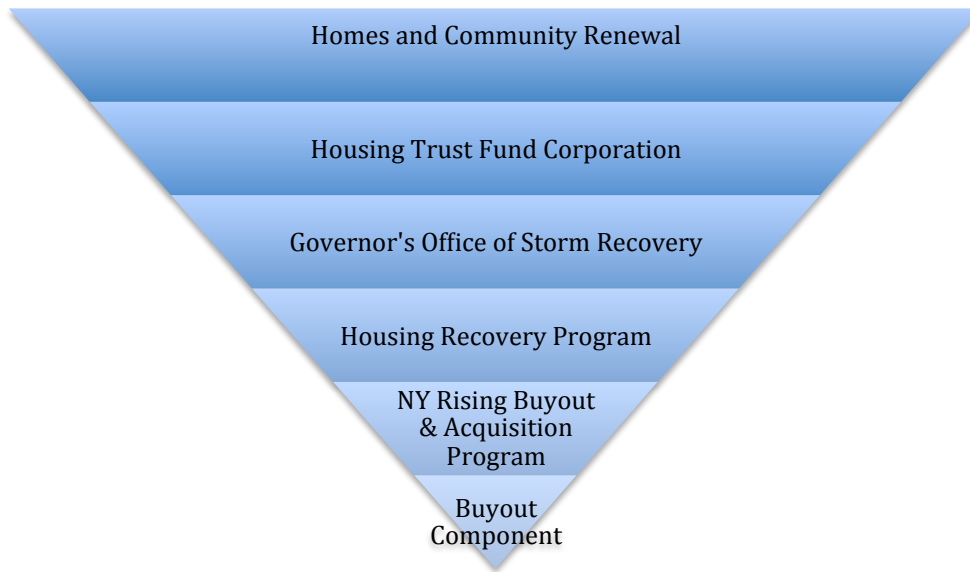 Homes and Community Renewal
Housing Trust Fund Corporation
Governor's Office of Storm Recovery
Housing Recovery Program
NY Rising Buyout
& Acquisition
Program
Buyout
Component